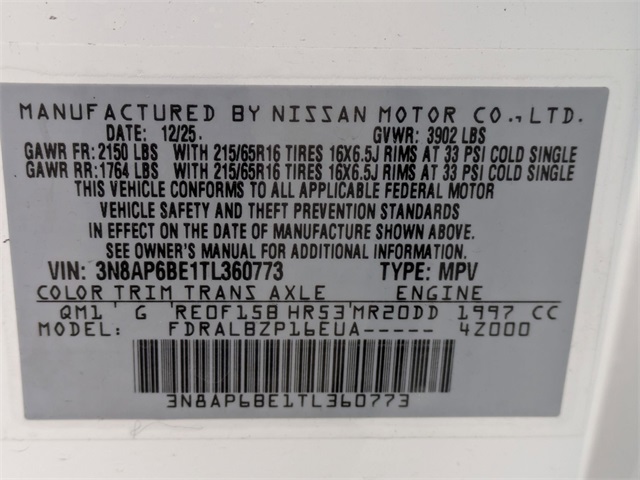 MANUFACTURED BY NISSAN MOTOR CO., LTD.
DATE: 12/25. GVWR: 3902 LBS
GAWR FR: 2150 LBS WITH 215/65R16 TIRES 16X6.5J RIMS AT 33 PSI COLD SINGLE
GAWR RR: 1764 LBS WITH 215/65R16 TIRES 16X6.5J RIMS AT 33 PSI COLD SINGLE
THIS VEHICLE CONFORMS TO ALL APPLICABLE FEDERAL MOTOR
VEHICLE SAFETY AND THEFT PREVENTION STANDARDS
IN EFFECT ON THE DATE OF MANUFACTURE SHOWN ABOVE.
SEE OWNER'S MANUAL FOR ADDITIONAL INFORMATION.
VIN: 3N8AP6BE1TL360773 TYPE: MPV
COLOR TRIM TRANS AXLE ENGINE
QM1 G RE0F15B HR53 MR20DD 1997 CC
MODEL: FDRALBZP16EUA----- 4Z000
3N8AP6BE1TL360773